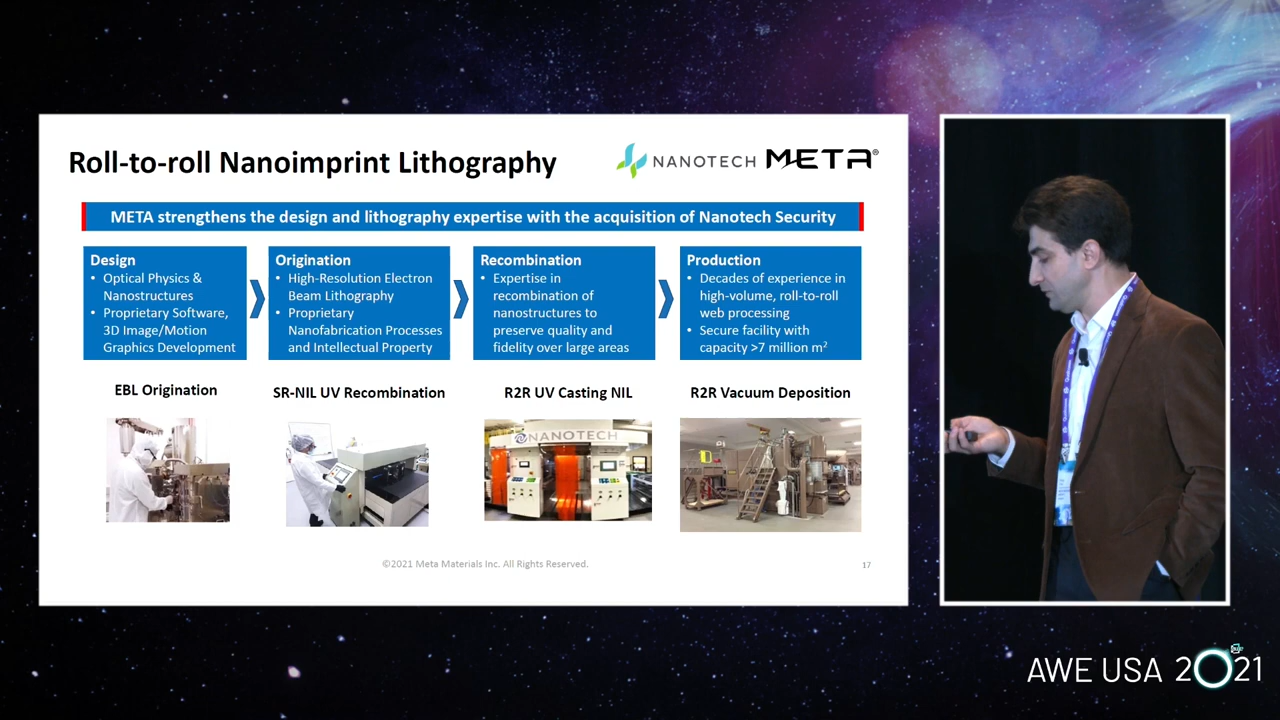 Roll-to-roll Nanoimprint Lithography
NANOTECH META®
META strengthens the design and lithography expertise with the acquisition of Nanotech Security
Design
• Optical Physics &
Nanostructures
• Proprietary Software,
3D Image/Motion
Graphics Development
Origination
• High-Resolution Electron
Beam Lithography
• Proprietary
Nanofabrication Processes
and Intellectual Property
Recombination
• Expertise in
recombination of
nanostructures to
preserve quality and
fidelity over large areas
Production
• Decades of experience in
high-volume, roll-to-roll
web processing
• Secure facility with
capacity >7 million m²
EBL Origination
SR-NIL UV Recombination
R2R UV Casting NIL
R2R Vacuum Deposition
NANOTECH
©2021 Meta Materials Inc. All Rights Reserved.
17
AWE USA 2021